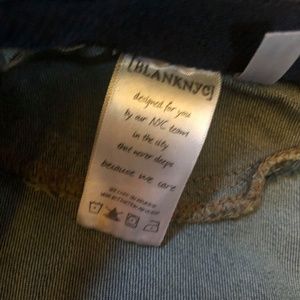 [BLANKNYC]
designed for you
by our NYC team
in the city
that never sleeps
because we care